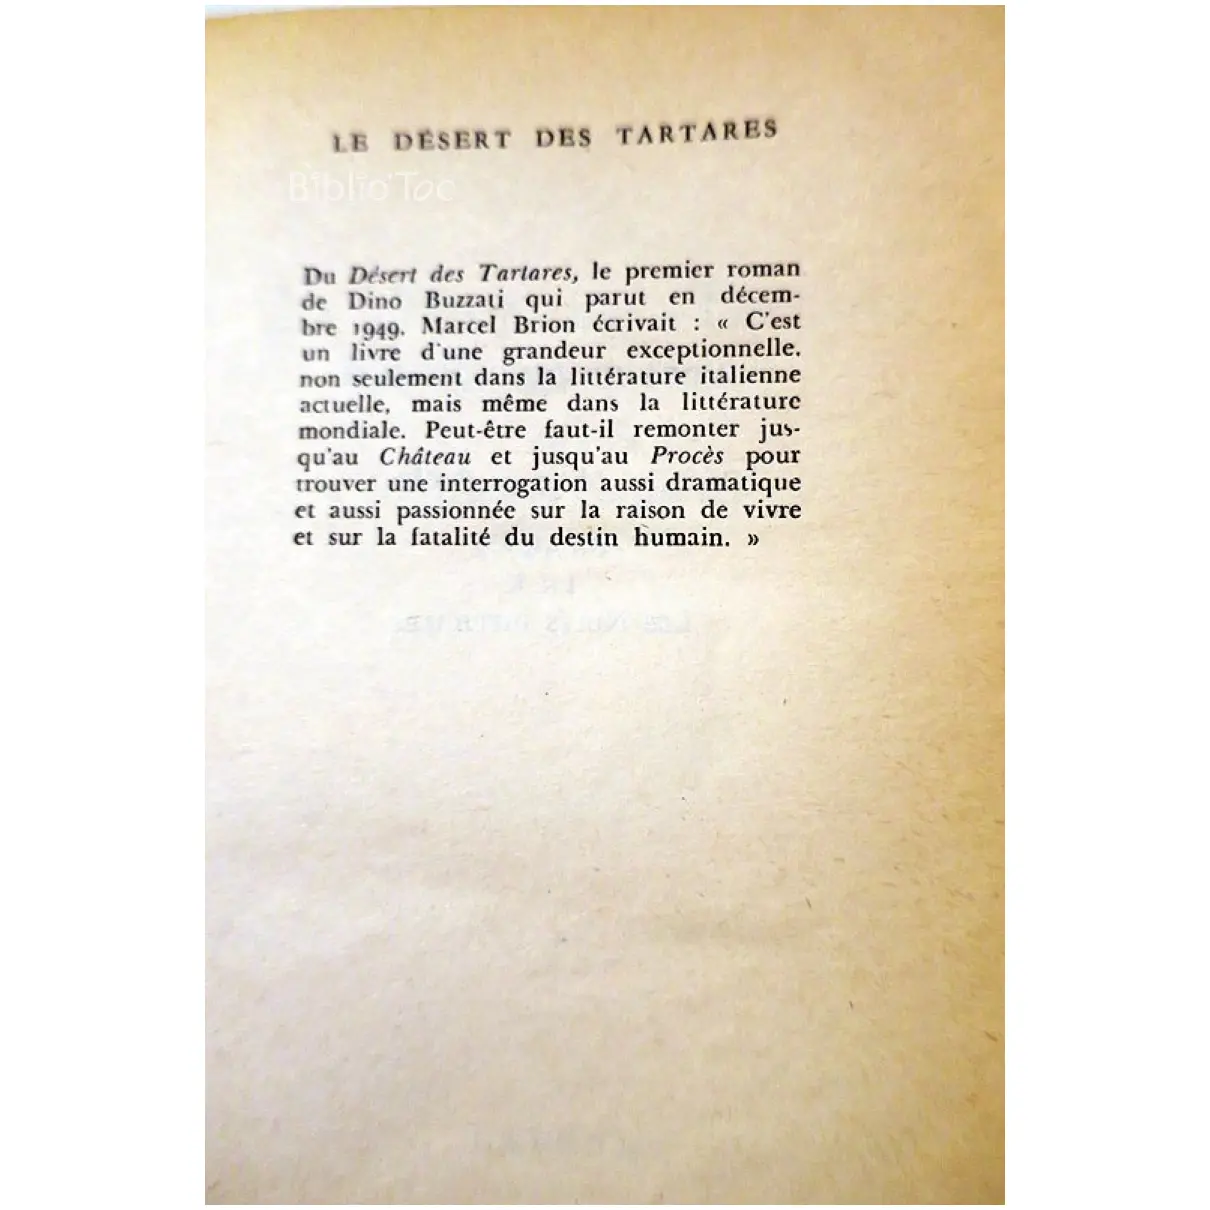 LE DÉSERT DES TARTARES
Biblio'Toc
Du Désert des Tartares, le premier roman
de Dino Buzzati qui parut en décem-
bre 1949. Marcel Brion écrivait : « C'est
un livre d'une grandeur exceptionnelle.
non seulement dans la littérature italienne
actuelle, mais même dans la littérature
mondiale. Peut-être faut-il remonter jus-
qu'au Château et jusqu'au Procès pour
trouver une interrogation aussi dramatique
et aussi passionnée sur la raison de vivre
et sur la fatalité du destin humain. »